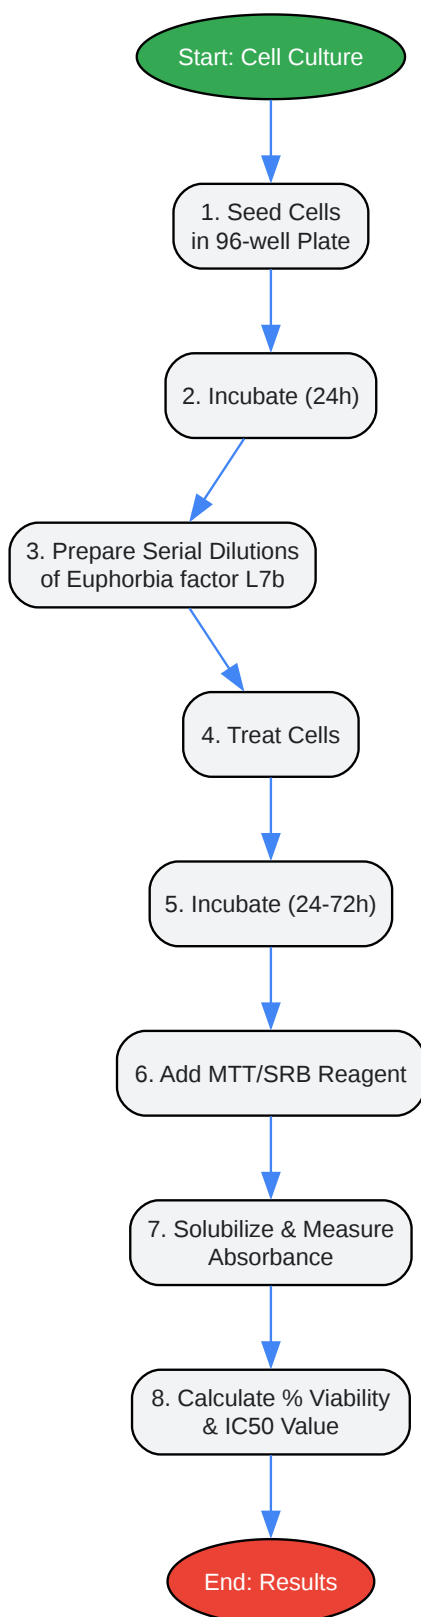 Start: Cell Culture
1. Seed Cells
in 96-well Plate
2. Incubate (24h)
3. Prepare Serial Dilutions
of Euphorbia factor L7b
4. Treat Cells
5. Incubate (24-72h)
6. Add MTT/SRB Reagent
7. Solubilize & Measure
Absorbance
8. Calculate % Viability
& IC50 Value
End: Results